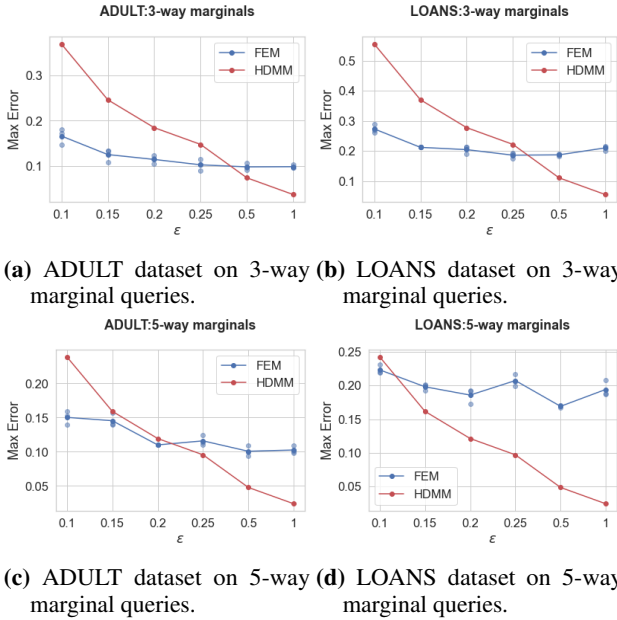 ADULT:3-way marginals
Max Error
0.3
0.2
0.1
FEM
HDMM
0.1 0.15 0.2 0.25 0.5 1
ε
LOANS:3-way marginals
Max Error
0.5
0.4
0.3
0.2
0.1
FEM
HDMM
0.1 0.15 0.2 0.25 0.5 1
ε
(a) ADULT dataset on 3-way
marginal queries.
(b) LOANS dataset on 3-way
marginal queries.
ADULT:5-way marginals
Max Error
0.20
0.15
0.10
0.05
FEM
HDMM
0.1 0.15 0.2 0.25 0.5 1
ε
LOANS:5-way marginals
Max Error
0.25
0.20
0.15
0.10
0.05
FEM
HDMM
0.1 0.15 0.2 0.25 0.5 1
ε
(c) ADULT dataset on 5-way
marginal queries.
(d) LOANS dataset on 5-way
marginal queries.